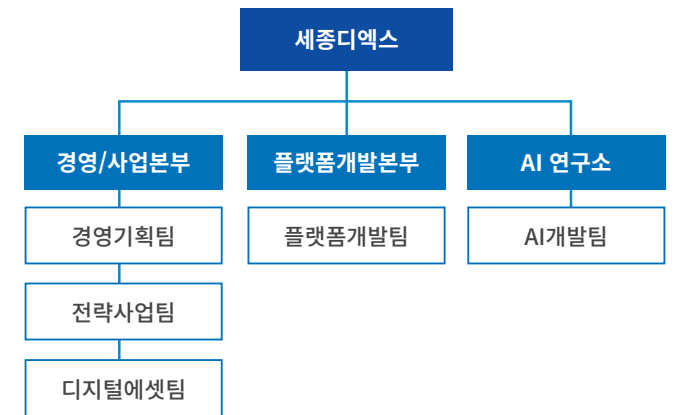 세종디엑스
경영/사업본부
플랫폼개발본부
AI 연구소
경영기획팀
플랫폼개발팀
AI개발팀
전략사업팀
디지털에셋팀